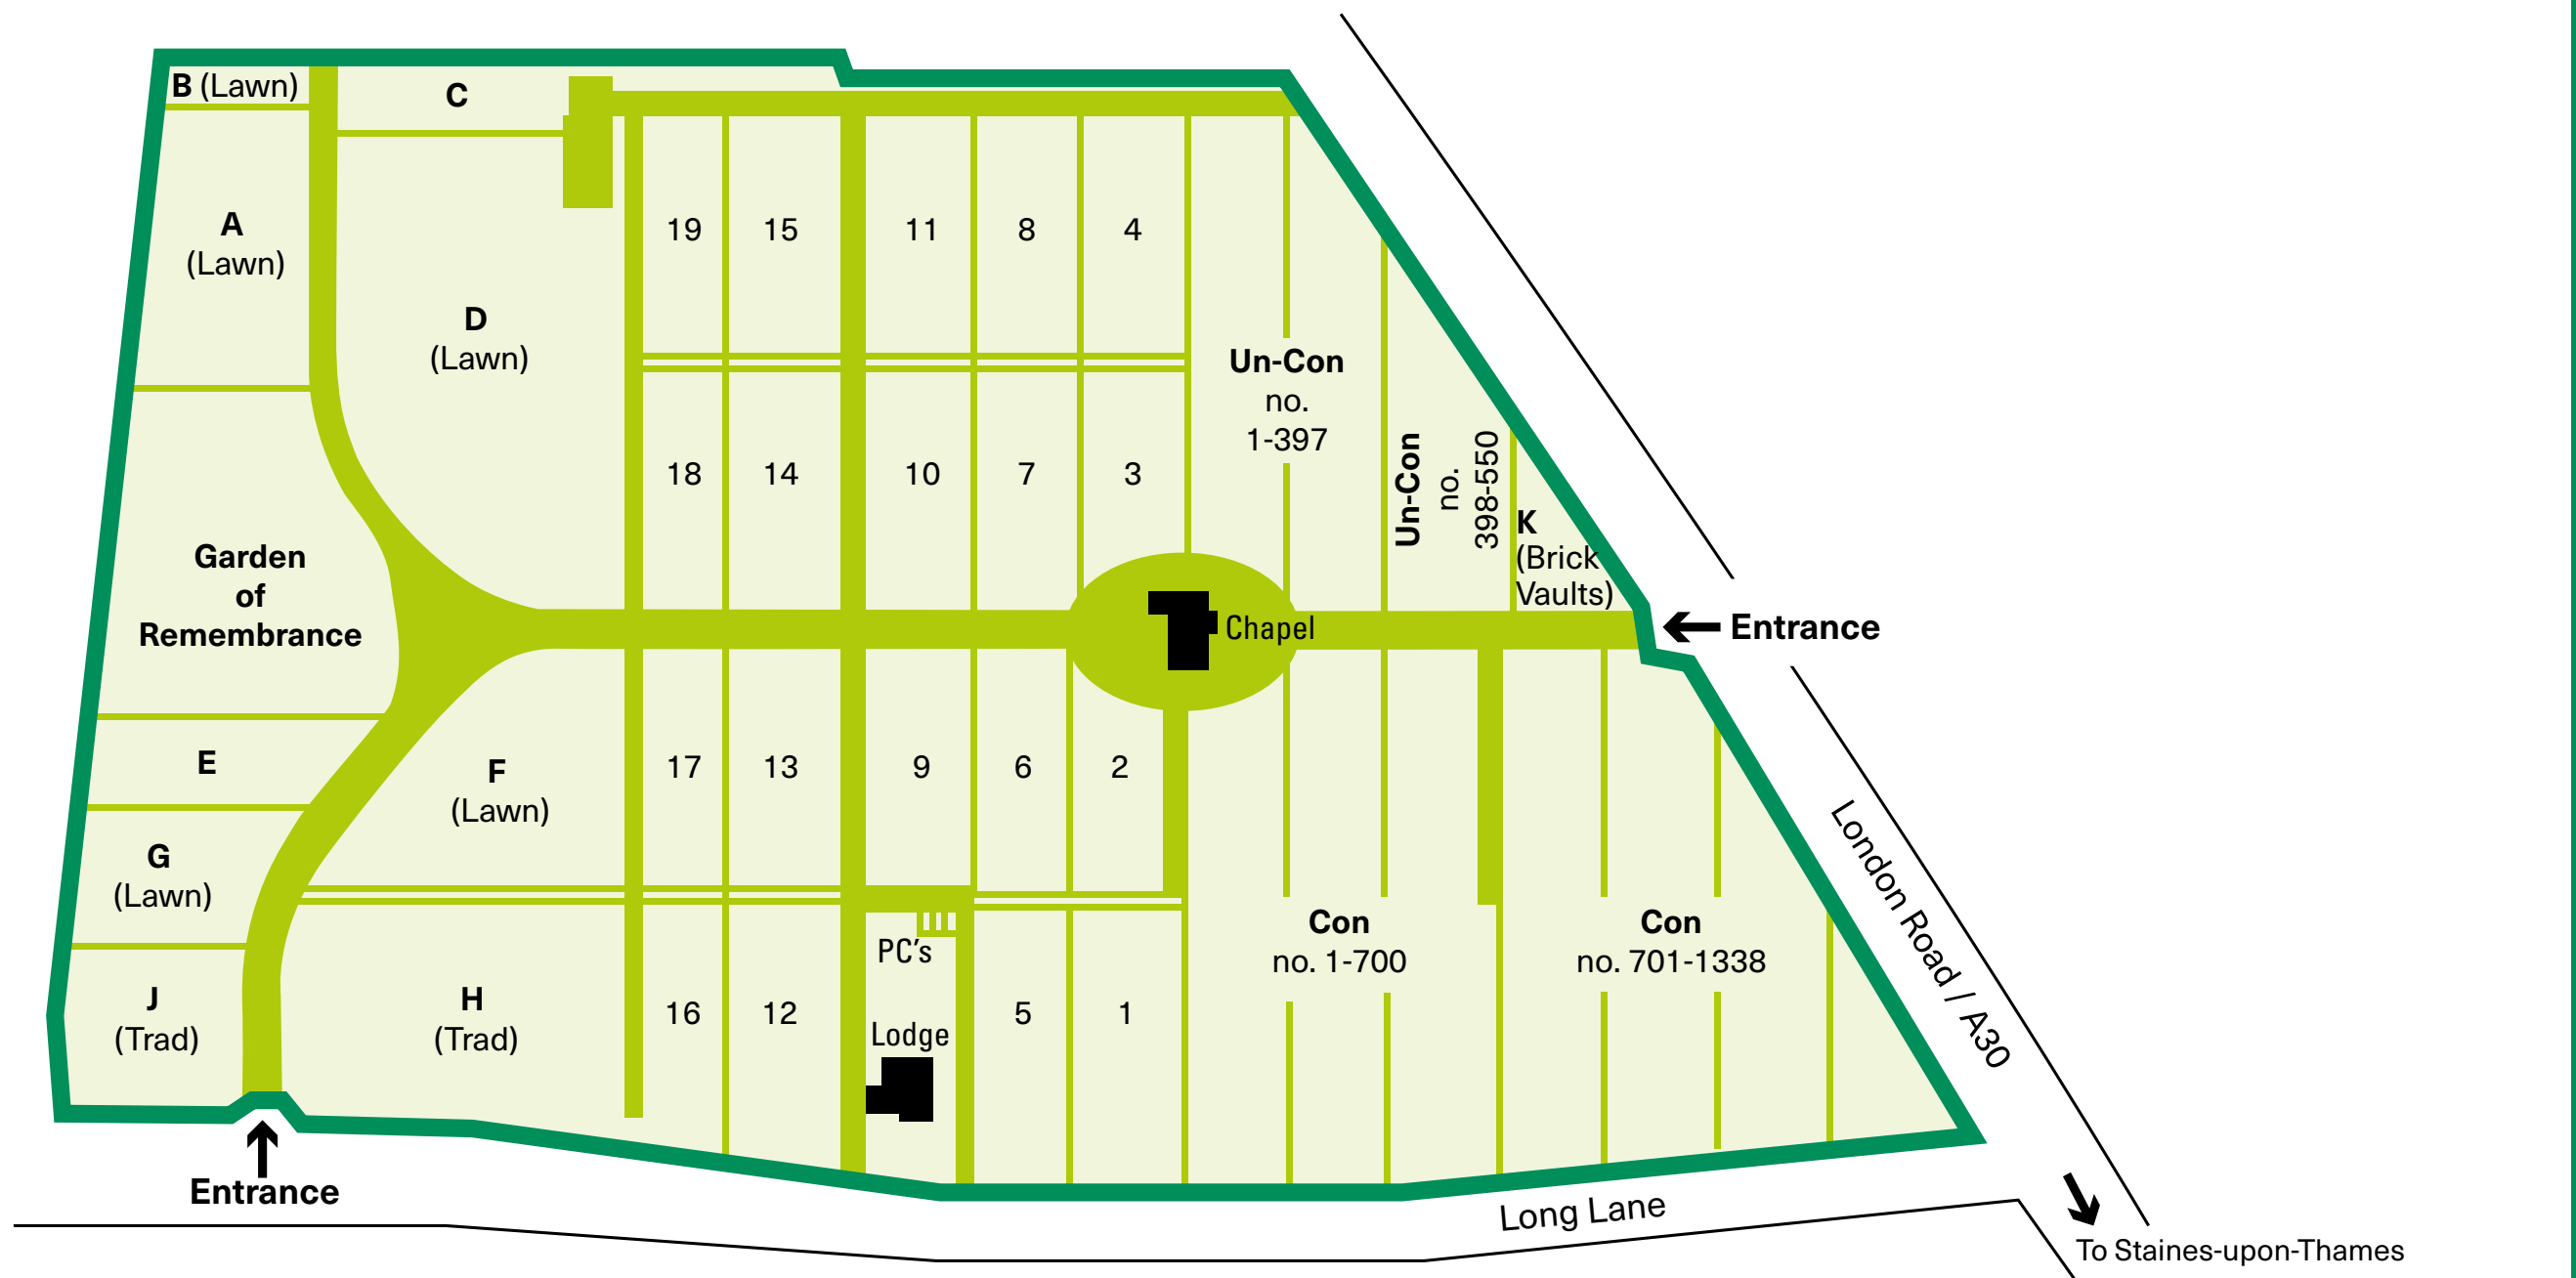 B (Lawn)
C
A
(Lawn)
D
(Lawn)
19
15
11
8
4
Un-Con
no.
1-397
18
14
10
7
3
Un-Con
no.
398-550
K
(Brick
Vaults)
Garden
of
Remembrance
Chapel
Entrance
E
F
(Lawn)
17
13
9
6
2
G
(Lawn)
PC's
Con
no. 1-700
Con
no. 701-1338
London Road / A30
J
(Trad)
H
(Trad)
16
12
Lodge
5
1
Entrance
Long Lane
To Staines-upon-Thames